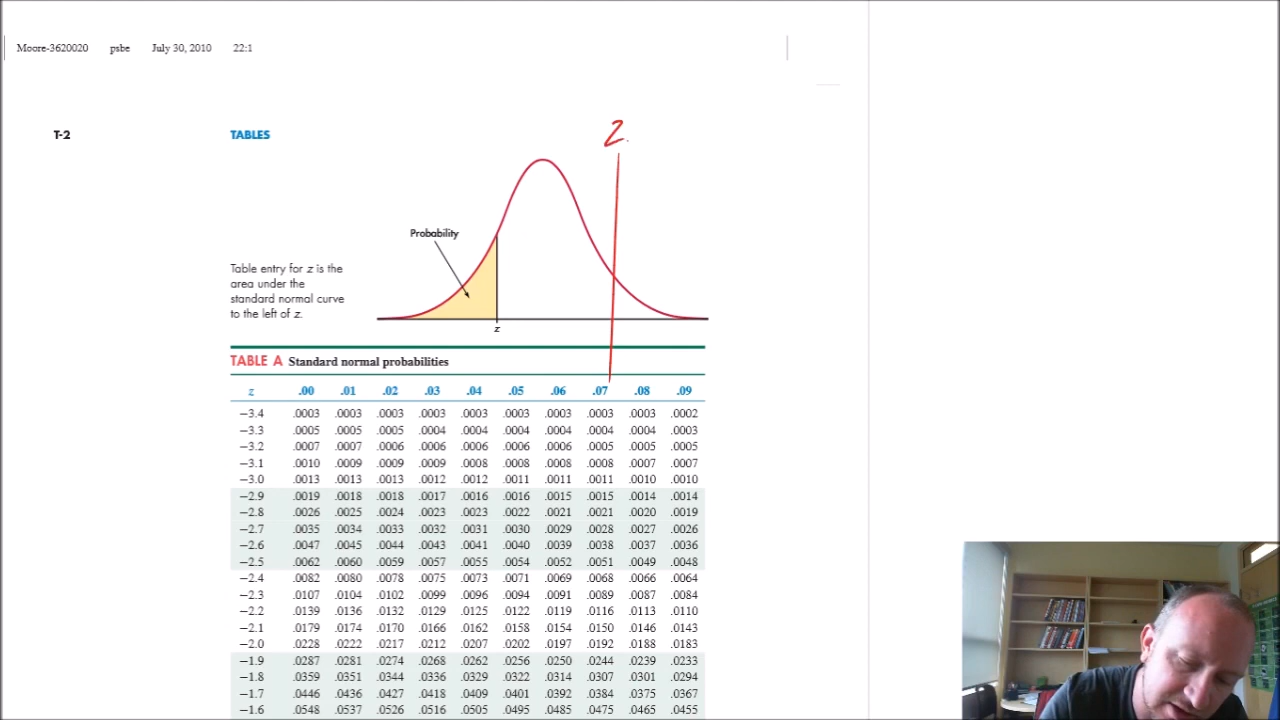 Moore-3620020 psbe July 30, 2010 22:1
T-2 TABLES
2.
Probability
Table entry for z is the
area under the
standard normal curve
to the left of z.
z
TABLE A Standard normal probabilities
z .00 .01 .02 .03 .04 .05 .06 .07 .08 .09
−3.4 .0003 .0003 .0003 .0003 .0003 .0003 .0003 .0003 .0003 .0002
−3.3 .0005 .0005 .0005 .0004 .0004 .0004 .0004 .0004 .0004 .0003
−3.2 .0007 .0007 .0006 .0006 .0006 .0006 .0006 .0005 .0005 .0005
−3.1 .0010 .0009 .0009 .0009 .0008 .0008 .0008 .0008 .0007 .0007
−3.0 .0013 .0013 .0013 .0012 .0012 .0011 .0011 .0011 .0010 .0010
−2.9 .0019 .0018 .0018 .0017 .0016 .0016 .0015 .0015 .0014 .0014
−2.8 .0026 .0025 .0024 .0023 .0023 .0022 .0021 .0021 .0020 .0019
−2.7 .0035 .0034 .0033 .0032 .0031 .0030 .0029 .0028 .0027 .0026
−2.6 .0047 .0045 .0044 .0043 .0041 .0040 .0039 .0038 .0037 .0036
−2.5 .0062 .0060 .0059 .0057 .0055 .0054 .0052 .0051 .0049 .0048
−2.4 .0082 .0080 .0078 .0075 .0073 .0071 .0069 .0068 .0066 .0064
−2.3 .0107 .0104 .0102 .0099 .0096 .0094 .0091 .0089 .0087 .0084
−2.2 .0139 .0136 .0132 .0129 .0125 .0122 .0119 .0116 .0113 .0110
−2.1 .0179 .0174 .0170 .0166 .0162 .0158 .0154 .0150 .0146 .0143
−2.0 .0228 .0222 .0217 .0212 .0207 .0202 .0197 .0192 .0188 .0183
−1.9 .0287 .0281 .0274 .0268 .0262 .0256 .0250 .0244 .0239 .0233
−1.8 .0359 .0351 .0344 .0336 .0329 .0322 .0314 .0307 .0301 .0294
−1.7 .0446 .0436 .0427 .0418 .0409 .0401 .0392 .0384 .0375 .0367
−1.6 .0548 .0537 .0526 .0516 .0505 .0495 .0485 .0475 .0465 .0455